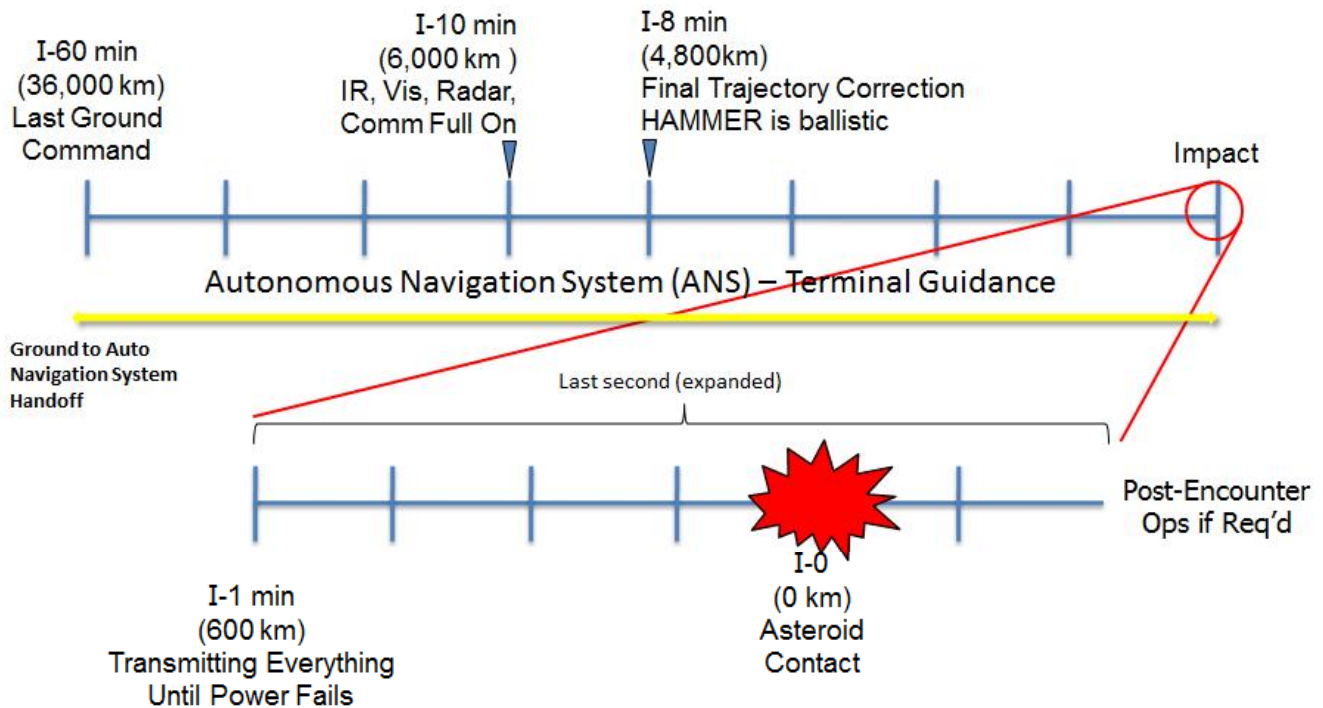 I-60 min
(36,000 km)
Last Ground
Command
I-10 min
(6,000 km )
IR, Vis, Radar,
Comm Full On
I-8 min
(4,800km)
Final Trajectory Correction
HAMMER is ballistic
Impact
Autonomous Navigation System (ANS) – Terminal Guidance
Ground to Auto
Navigation System
Handoff
Last second (expanded)
Post-Encounter
Ops if Req’d
I-1 min
(600 km)
Transmitting Everything
Until Power Fails
I-0
(0 km)
Asteroid
Contact